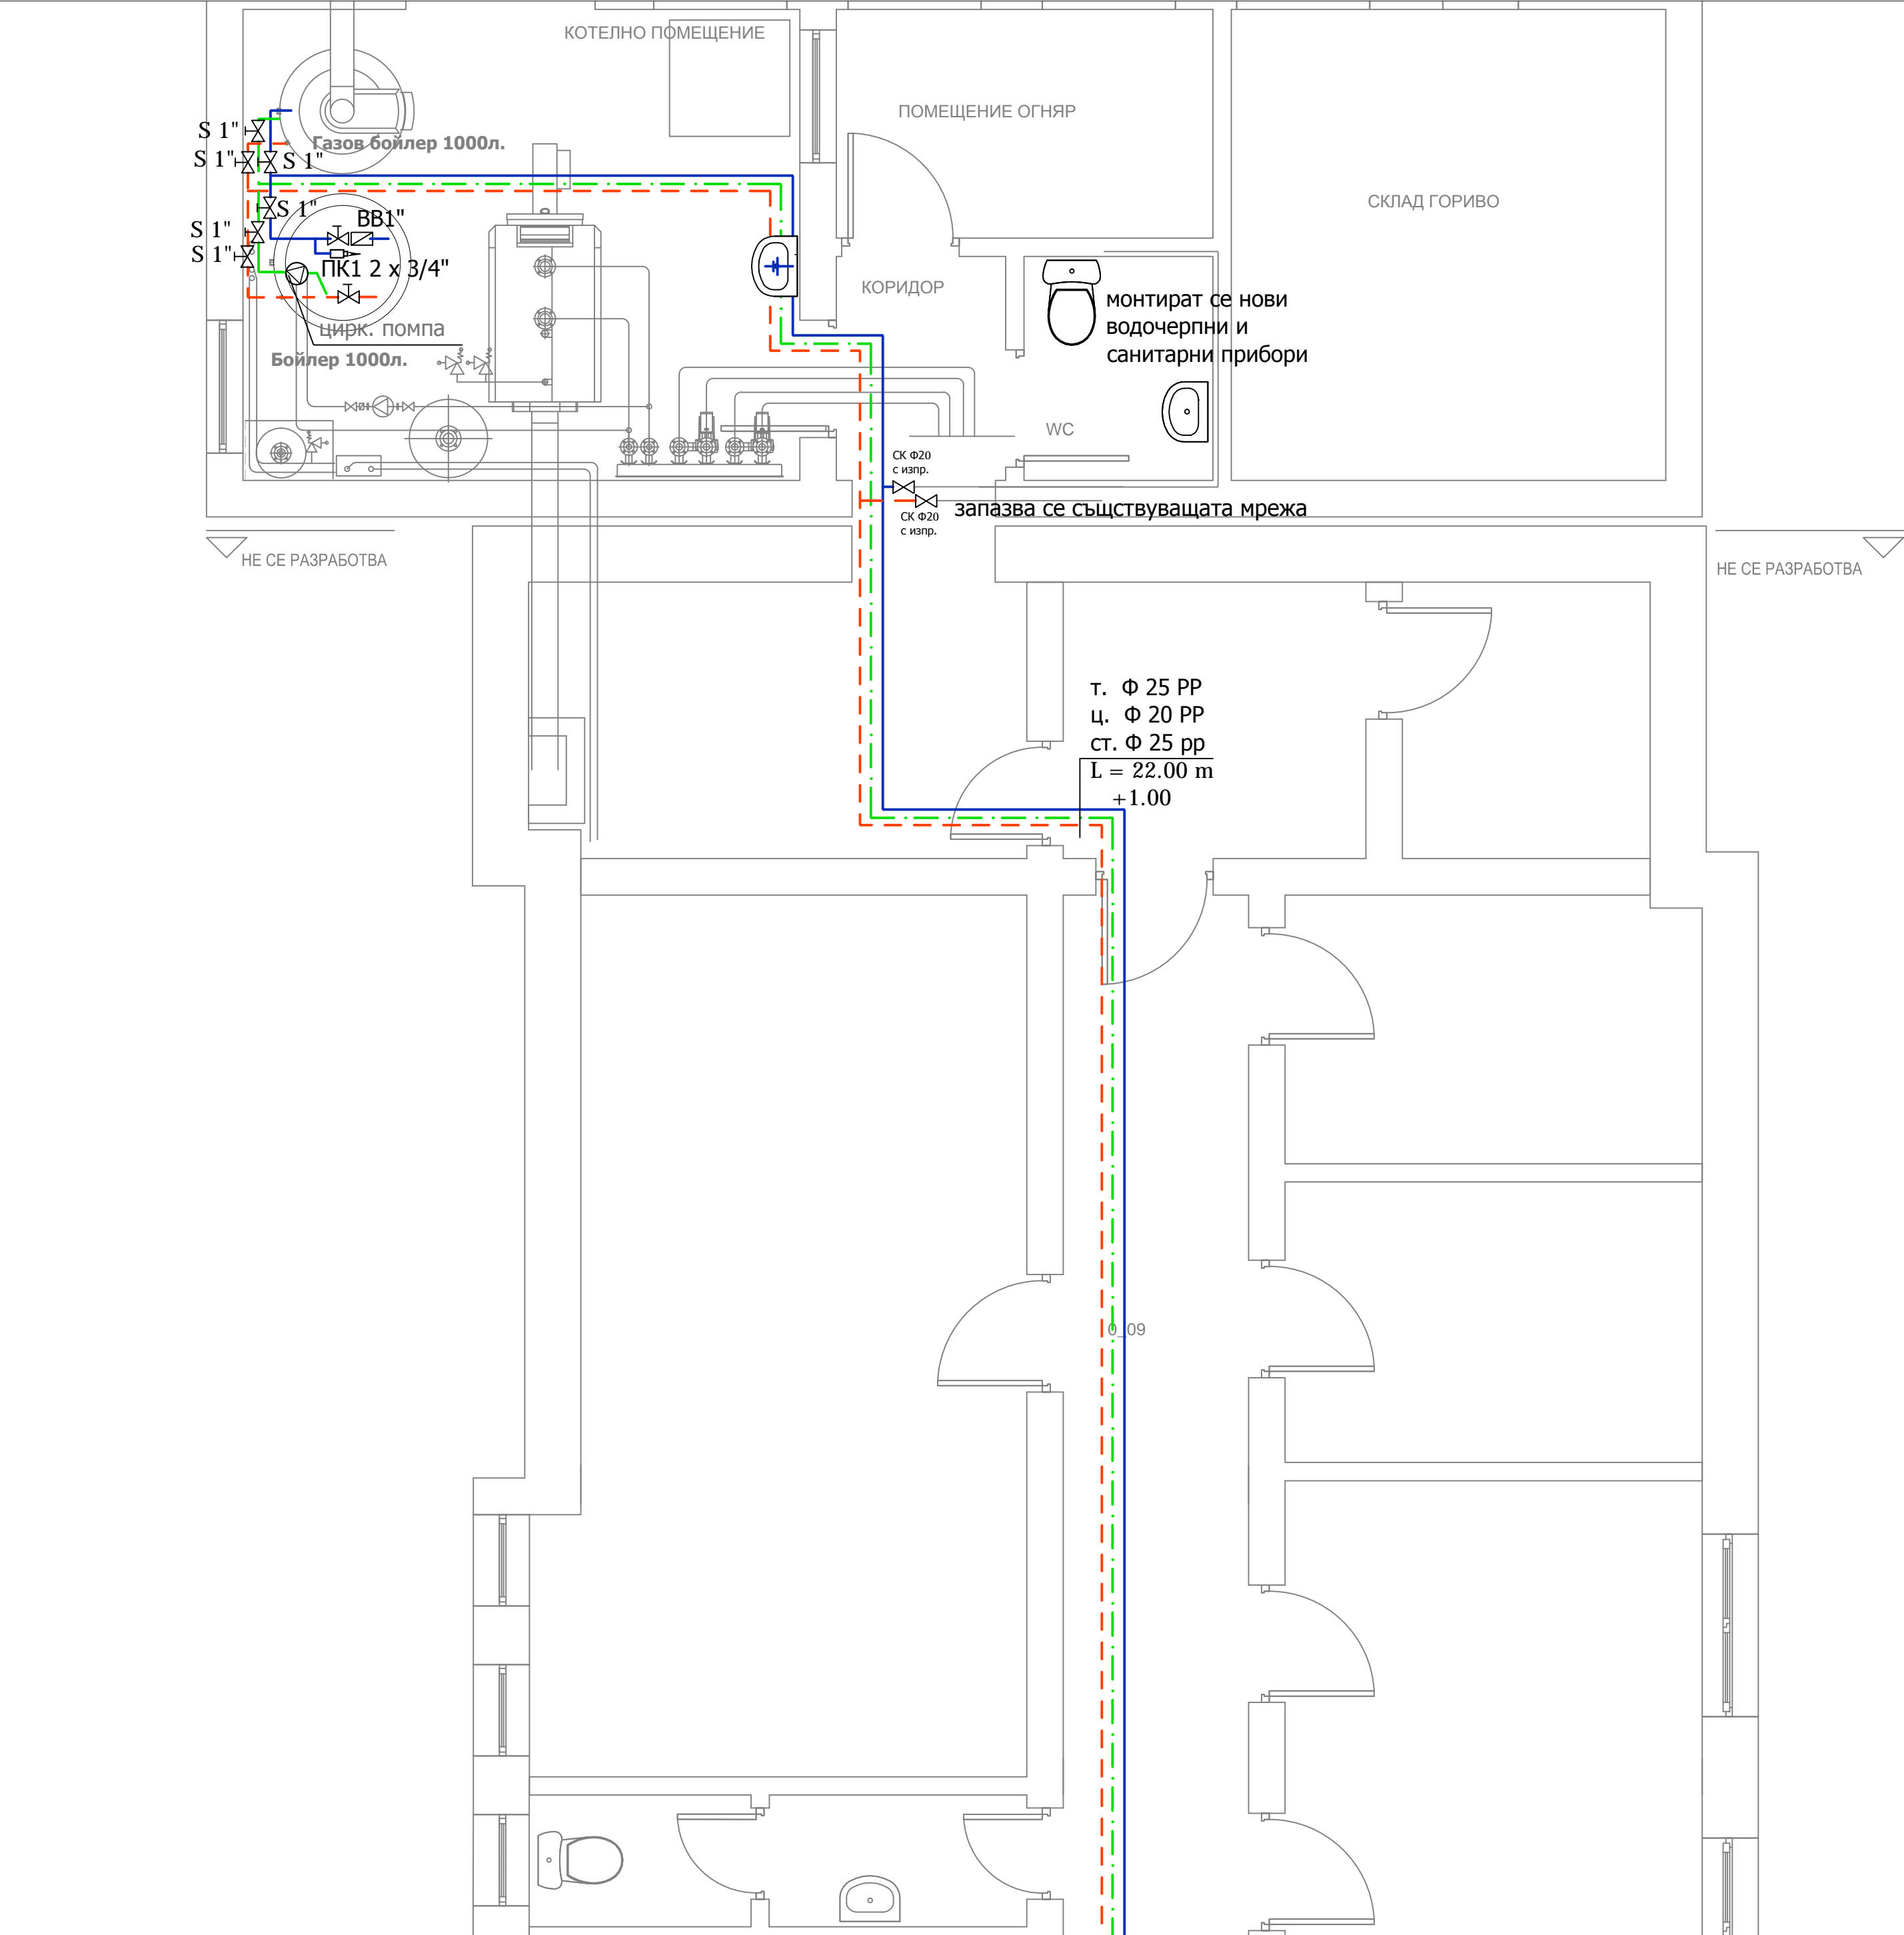 КОТЕЛНО ПОМЕЩЕНИЕ
ПОМЕЩЕНИЕ ОГНЯР
СКЛАД ГОРИВО
S 1"
Газов бойлер 1000л.
S 1"
S 1"
S 1"
ВВ1"
S 1"
S 1"
ПК1 2 x 3/4"
цирк. помпа
Бойлер 1000л.
КОРИДОР
монтират се нови
водочерпни и
санитарни прибори
WC
СК Ф20
с изпр.
запазва се същствуващата мрежа
СК Ф20
с изпр.
НЕ СЕ РАЗРАБОТВА
НЕ СЕ РАЗРАБОТВА
т. Ф 25 PP
ц. Ф 20 PP
ст. Ф 25 pp
L = 22.00 m
+1.00
0_09